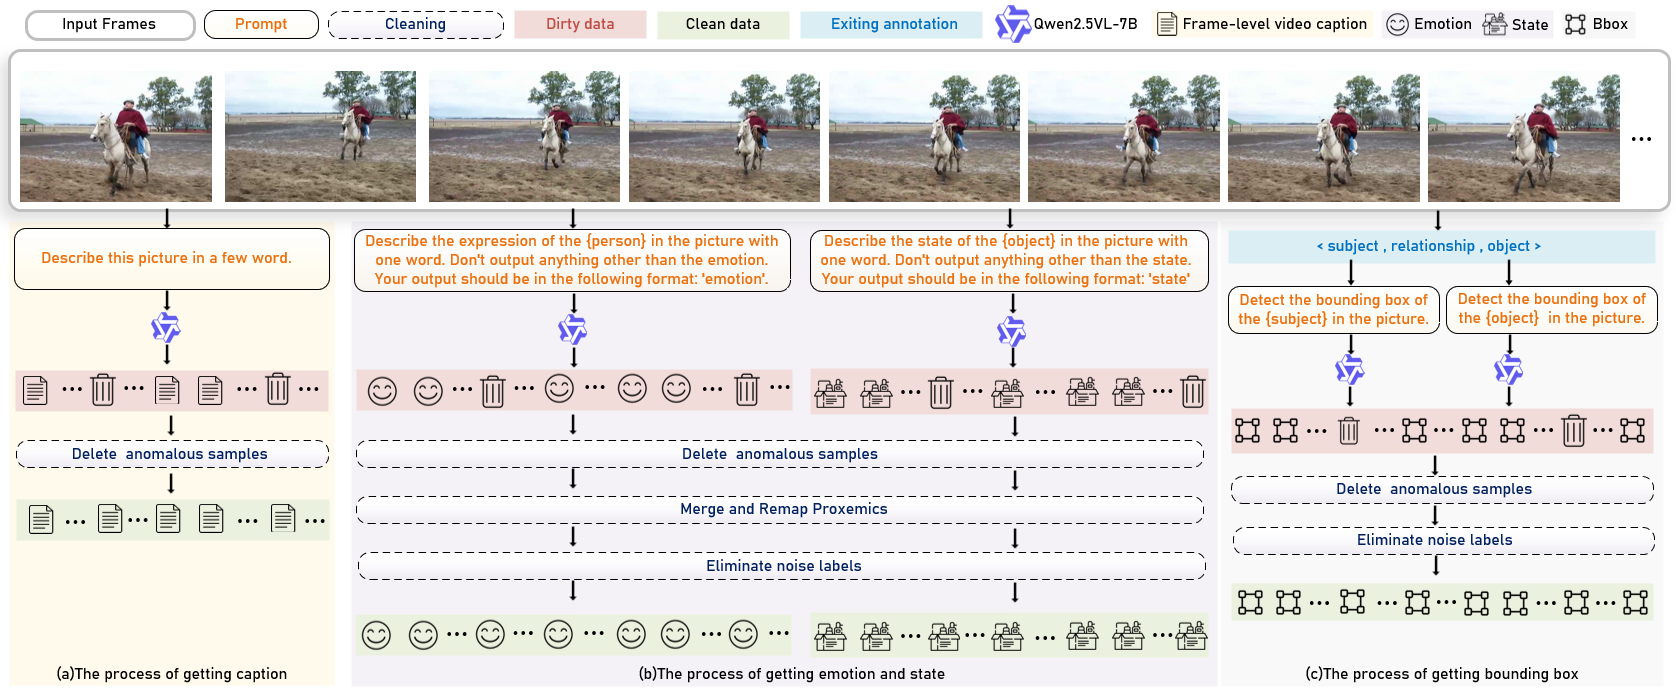 Input Frames
Prompt
Cleaning
Dirty data
Clean data
Exiting annotation
Qwen2.5VL-7B
Frame-level video caption
Emotion
State
Bbox
...
Describe this picture in a few word.
Describe the expression of the {person} in the picture with
one word. Don't output anything other than the emotion.
Your output should be in the following format: 'emotion'.
Describe the state of the {object} in the picture with
one word. Don't output anything other than the state.
Your output should be in the following format: 'state'
< subject , relationship , object >
Detect the bounding box of
the {subject} in the picture.
Detect the bounding box of
the {object} in the picture.
Delete anomalous samples
Delete anomalous samples
Merge and Remap Proxemics
Eliminate noise labels
Delete anomalous samples
Eliminate noise labels
(a)The process of getting caption
(b)The process of getting emotion and state
(c)The process of getting bounding box